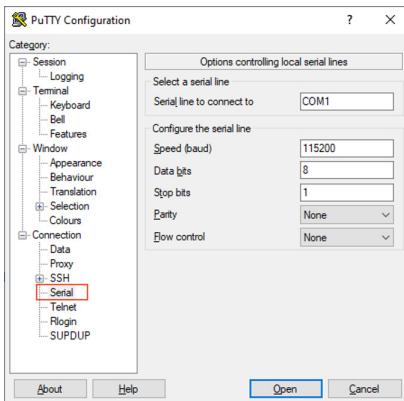 PuTTY Configuration
? ×
Category:
Session
Logging
Terminal
Keyboard
Bell
Features
Window
Appearance
Behaviour
Translation
Selection
Colours
Connection
Data
Proxy
SSH
Serial
Telnet
Rlogin
SUPDUP
Options controlling local serial lines
Select a serial line
Serial line to connect to COM1
Configure the serial line
Speed (baud) 115200
Data bits 8
Stop bits 1
Parity None
Flow control None
About Help Open Cancel